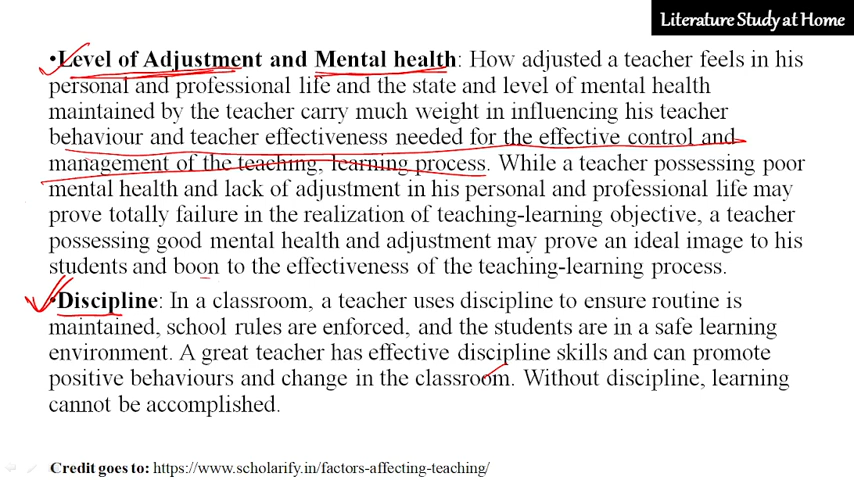 Literature Study at Home
•Level of Adjustment and Mental health: How adjusted a teacher feels in his
personal and professional life and the state and level of mental health
maintained by the teacher carry much weight in influencing his teacher
behaviour and teacher effectiveness needed for the effective control and
management of the teaching, learning process. While a teacher possessing poor
mental health and lack of adjustment in his personal and professional life may
prove totally failure in the realization of teaching-learning objective, a teacher
possessing good mental health and adjustment may prove an ideal image to his
students and boon to the effectiveness of the teaching-learning process.
•Discipline: In a classroom, a teacher uses discipline to ensure routine is
maintained, school rules are enforced, and the students are in a safe learning
environment. A great teacher has effective discipline skills and can promote
positive behaviours and change in the classroom. Without discipline, learning
cannot be accomplished.
Credit goes to: https://www.scholarify.in/factors-affecting-teaching/